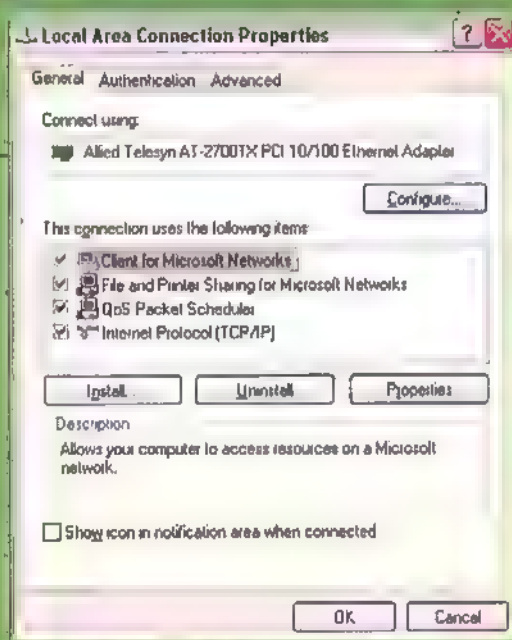 Local Area Connection Properties
General Authentication Advanced
Connect using:
Allied Telesyn AT-2700TX PCI 10/100 Ethernet Adapter
Configure...
This connection uses the following items
Client for Microsoft Networks
File and Printer Sharing for Microsoft Networks
QoS Packet Scheduler
Internet Protocol (TCP/IP)
Install... Uninstall Properties
Description
Allows your computer to access resources on a Microsoft
network.
Show icon in notification area when connected
OK Cancel